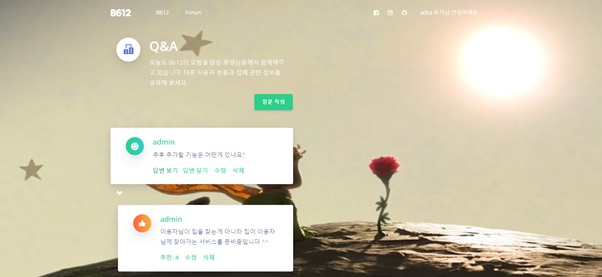 B612 B612 Forum adsa 유저님 안녕하세요
Q&A
오늘도 B612의 모험을 많은 회원님들께서 함께해주
고 있습니다. 다른 사용자 분들과 집에 관한 정보를
공유해 보세요.
질문 작성
admin
추후 추가할 기능은 어떤게 있나요?
답변 보기 답변 달기 수정 삭제
admin
이용자님이 집을 찾는게 아니라 집이 이용자
님께 찾아가는 서비스를 준비중입니다 ^^
추천: 4 수정 삭제